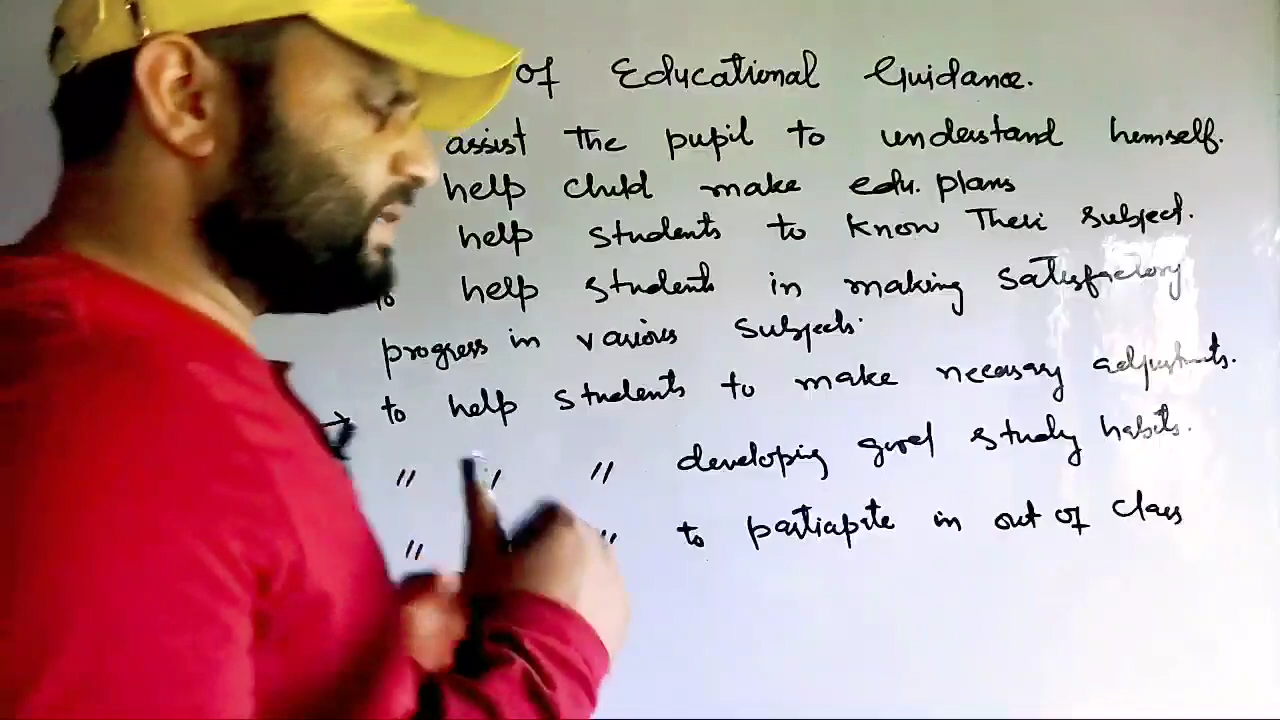 of Educational Guidance.
assist the pupil to understand hemself.
help child make edu. plans
help students to know Their subject.
to help students in making satisfactory
progress in various subjects.
→ to help students to make necessary adjustments.
" " " developing good study habits.
" " to participate in out of class